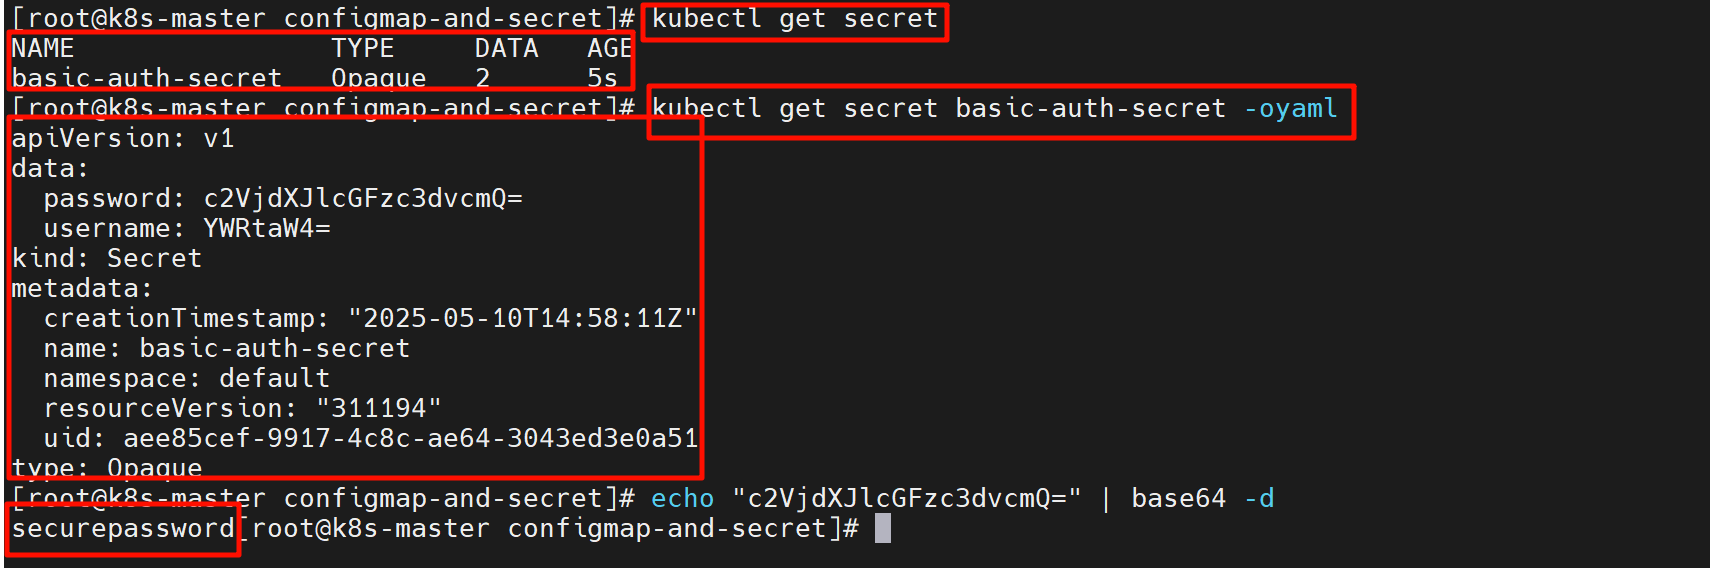 [root@k8s-master configmap-and-secret]# kubectl get secret
NAME                TYPE     DATA   AGE
basic-auth-secret   Opaque   2      5s
[root@k8s-master configmap-and-secret]# kubectl get secret basic-auth-secret -oyaml
apiVersion: v1
data:
  password: c2VjdXJlcGFzc3dvcmQ=
  username: YWRtaW4=
kind: Secret
metadata:
  creationTimestamp: "2025-05-10T14:58:11Z"
  name: basic-auth-secret
  namespace: default
  resourceVersion: "311194"
  uid: aee85cef-9917-4c8c-ae64-3043ed3e0a51
type: Opaque
[root@k8s-master configmap-and-secret]# echo "c2VjdXJlcGFzc3dvcmQ=" | base64 -d
securepassword[root@k8s-master configmap-and-secret]#